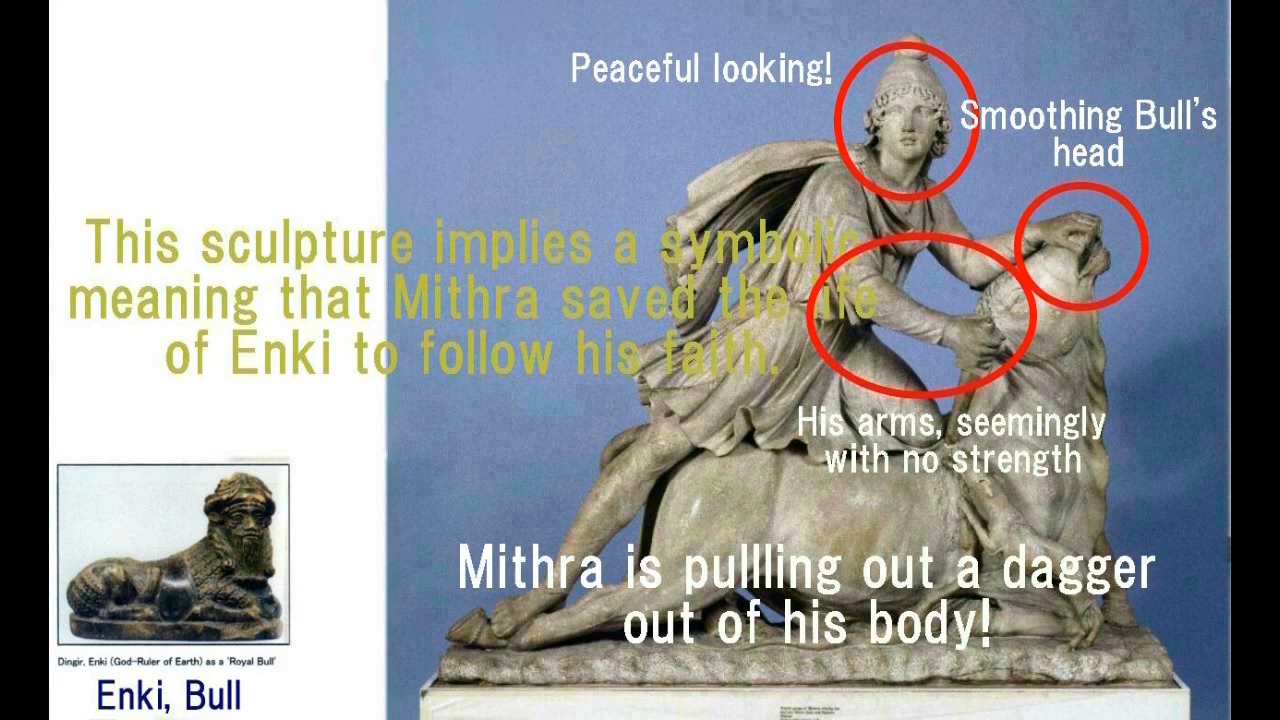 Peaceful looking!
Smoothing Bull's
head
This sculpture implies a symbolic
meaning that Mithra saved the life
of Enki to follow his faith.
His arms, seemingly
with no strength
Mithra is pullling out a dagger
out of his body!
Dingir, Enki (God-Ruler of Earth) as a 'Royal Bull'
Enki, Bull